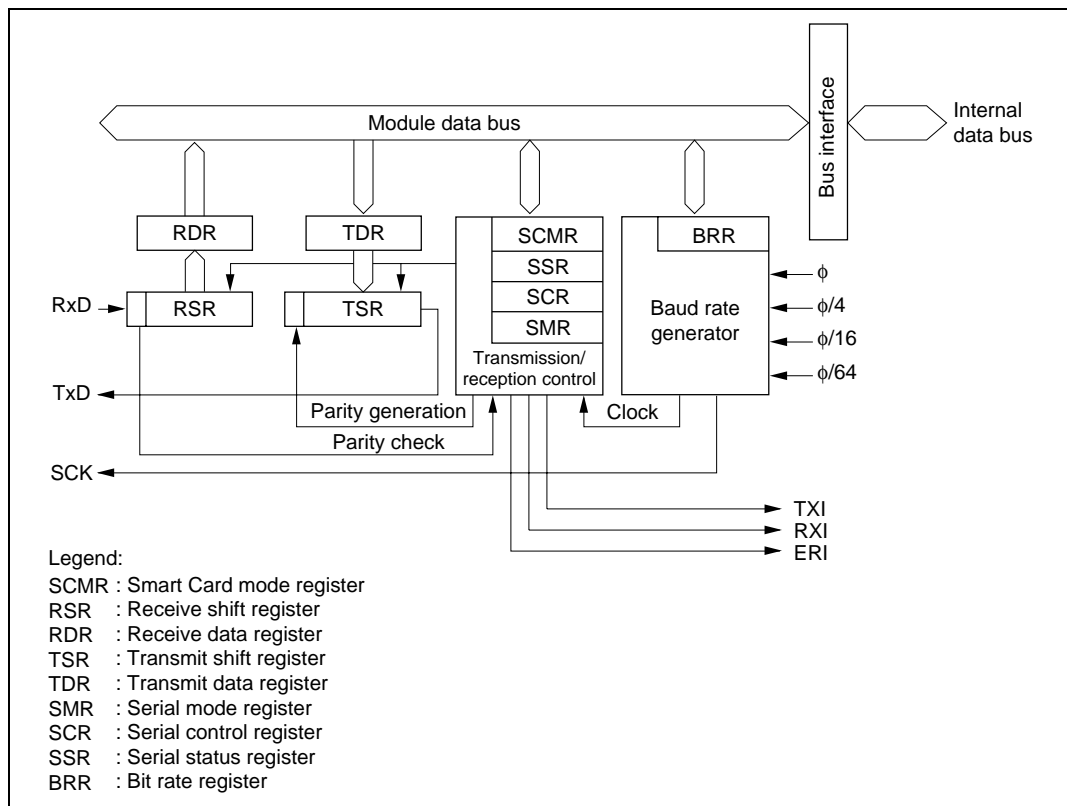 Module data bus
Bus interface
Internal
data bus
RDR
TDR
SCMR
SSR
SCR
SMR
Transmission/
reception control
BRR
Baud rate
generator
ϕ
ϕ/4
ϕ/16
ϕ/64
RxD
RSR
TSR
TxD
Parity generation
Parity check
Clock
SCK
TXI
RXI
ERI
Legend:
SCMR : Smart Card mode register
RSR : Receive shift register
RDR : Receive data register
TSR : Transmit shift register
TDR : Transmit data register
SMR : Serial mode register
SCR : Serial control register
SSR : Serial status register
BRR : Bit rate register